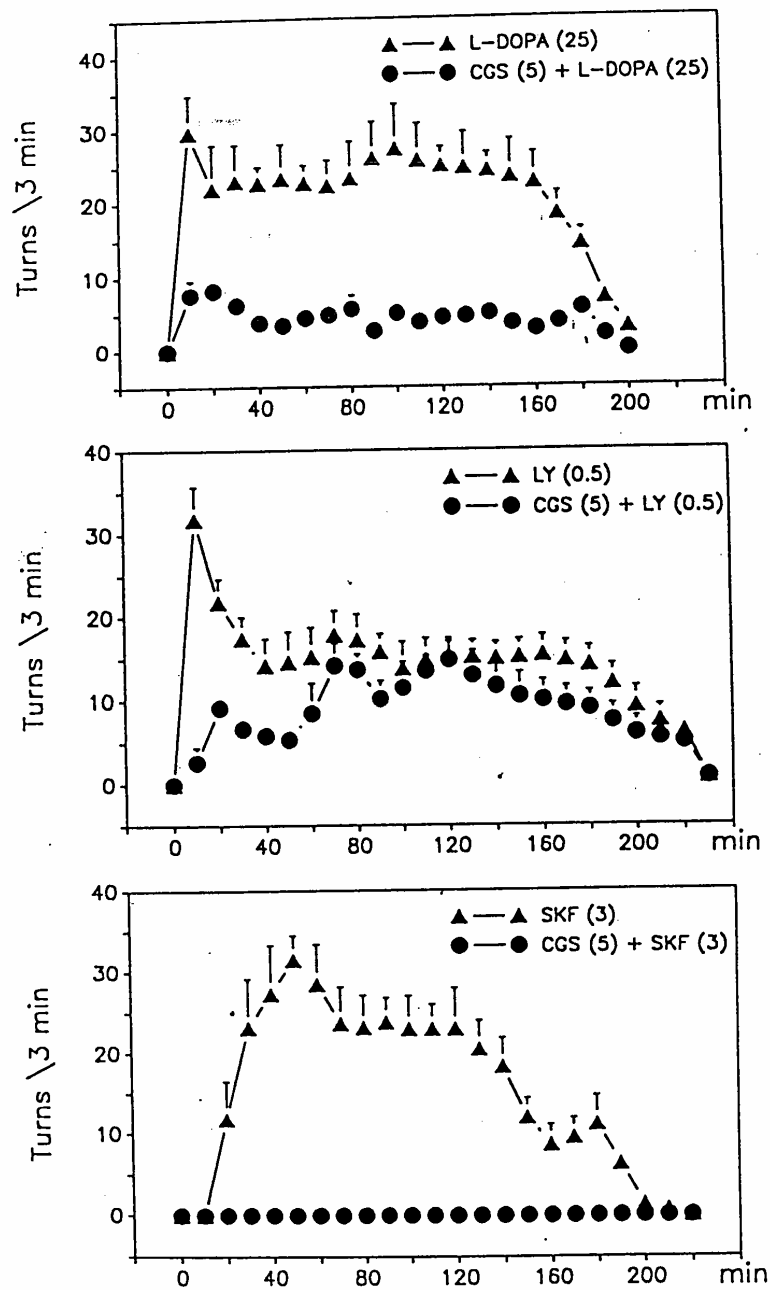 L-DOPA (25)
CGS (5) + L-DOPA (25)
40
30
20
10
0
Turns \3 min
0 40 80 120 160 200 min
LY (0.5)
CGS (5) + LY (0.5)
40
30
20
10
0
Turns \3 min
0 40 80 120 160 200 min
SKF (3)
CGS (5) + SKF (3)
40
30
20
10
0
Turns \3 min
0 40 80 120 160 200 min